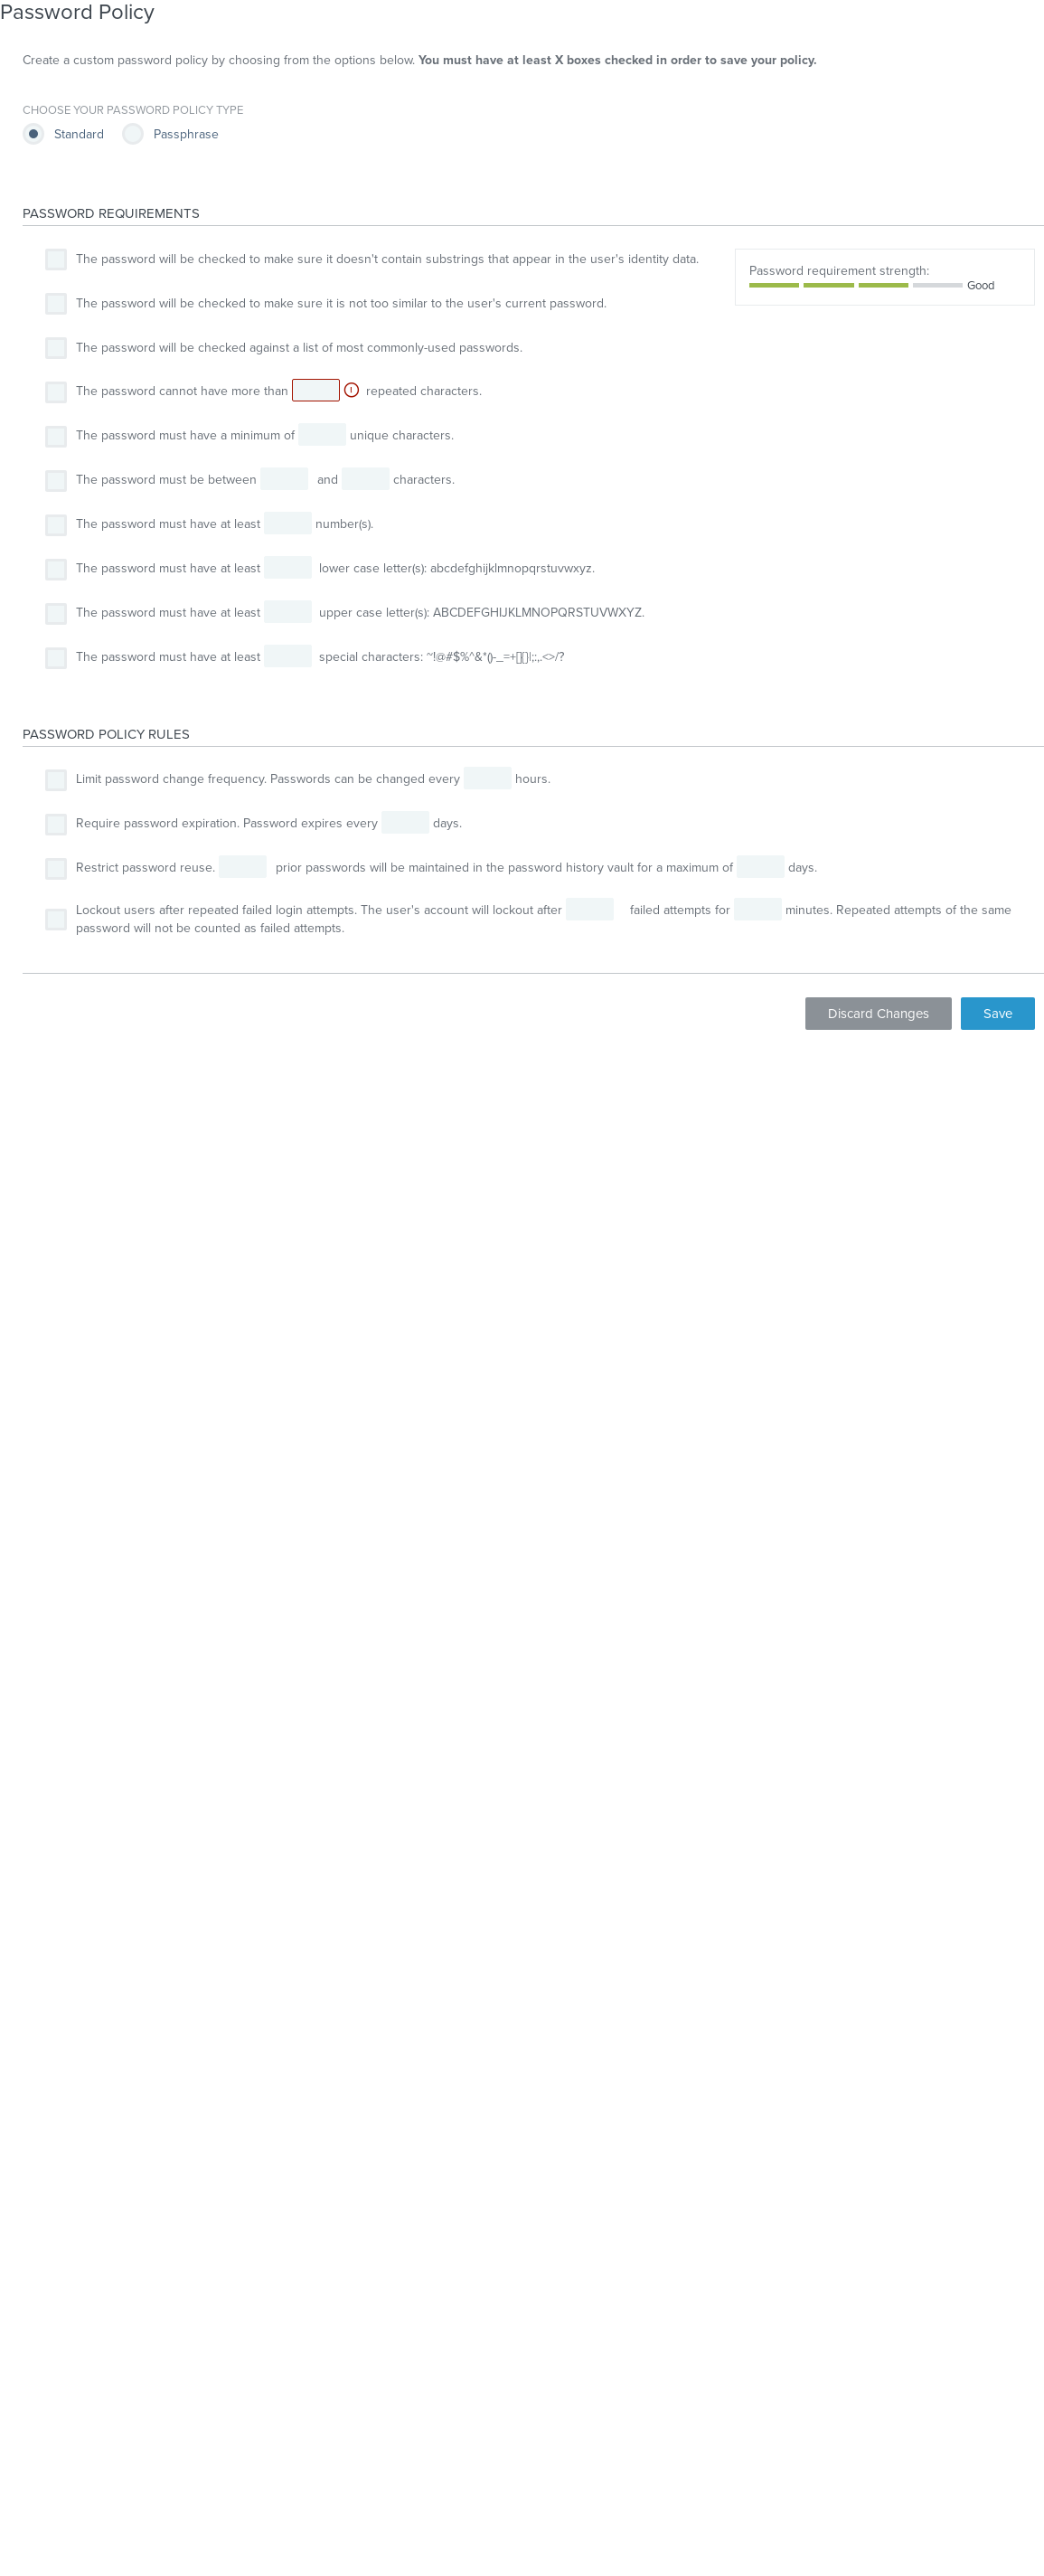 Password Policy
Create a custom password policy by choosing from the options below. You must have at least X boxes checked in order to save your policy.
CHOOSE YOUR PASSWORD POLICY TYPE
Standard Passphrase
PASSWORD REQUIREMENTS
The password will be checked to make sure it doesn't contain substrings that appear in the user's identity data.
Password requirement strength:
Good
The password will be checked to make sure it is not too similar to the user's current password.
The password will be checked against a list of most commonly-used passwords.
The password cannot have more than repeated characters.
The password must have a minimum of unique characters.
The password must be between and characters.
The password must have at least number(s).
The password must have at least lower case letter(s): abcdefghijklmnopqrstuvwxyz.
The password must have at least upper case letter(s): ABCDEFGHIJKLMNOPQRSTUVWXYZ.
The password must have at least special characters: ~!@#$%^&*()-_=+[]{}|;:,.<>/?
PASSWORD POLICY RULES
Limit password change frequency. Passwords can be changed every hours.
Require password expiration. Password expires every days.
Restrict password reuse. prior passwords will be maintained in the password history vault for a maximum of days.
Lockout users after repeated failed login attempts. The user's account will lockout after failed attempts for minutes. Repeated attempts of the same
password will not be counted as failed attempts.
Discard Changes Save